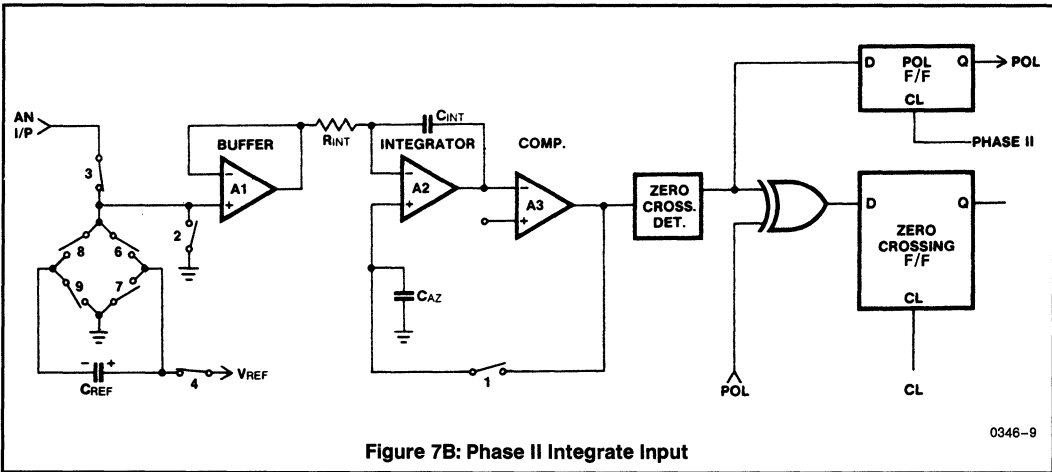 AN
I/P
3
8
6
9
7
− +
CREF
4
VREF
2
BUFFER
−
A1
+
RINT
CINT
INTEGRATOR
−
A2
+
CAZ
1
COMP.
−
A3
+
ZERO
CROSS.
DET.
POL
D POL Q
F/F
CL
POL
PHASE II
D Q
ZERO
CROSSING
F/F
CL
CL
0346–9
Figure 7B: Phase II Integrate Input